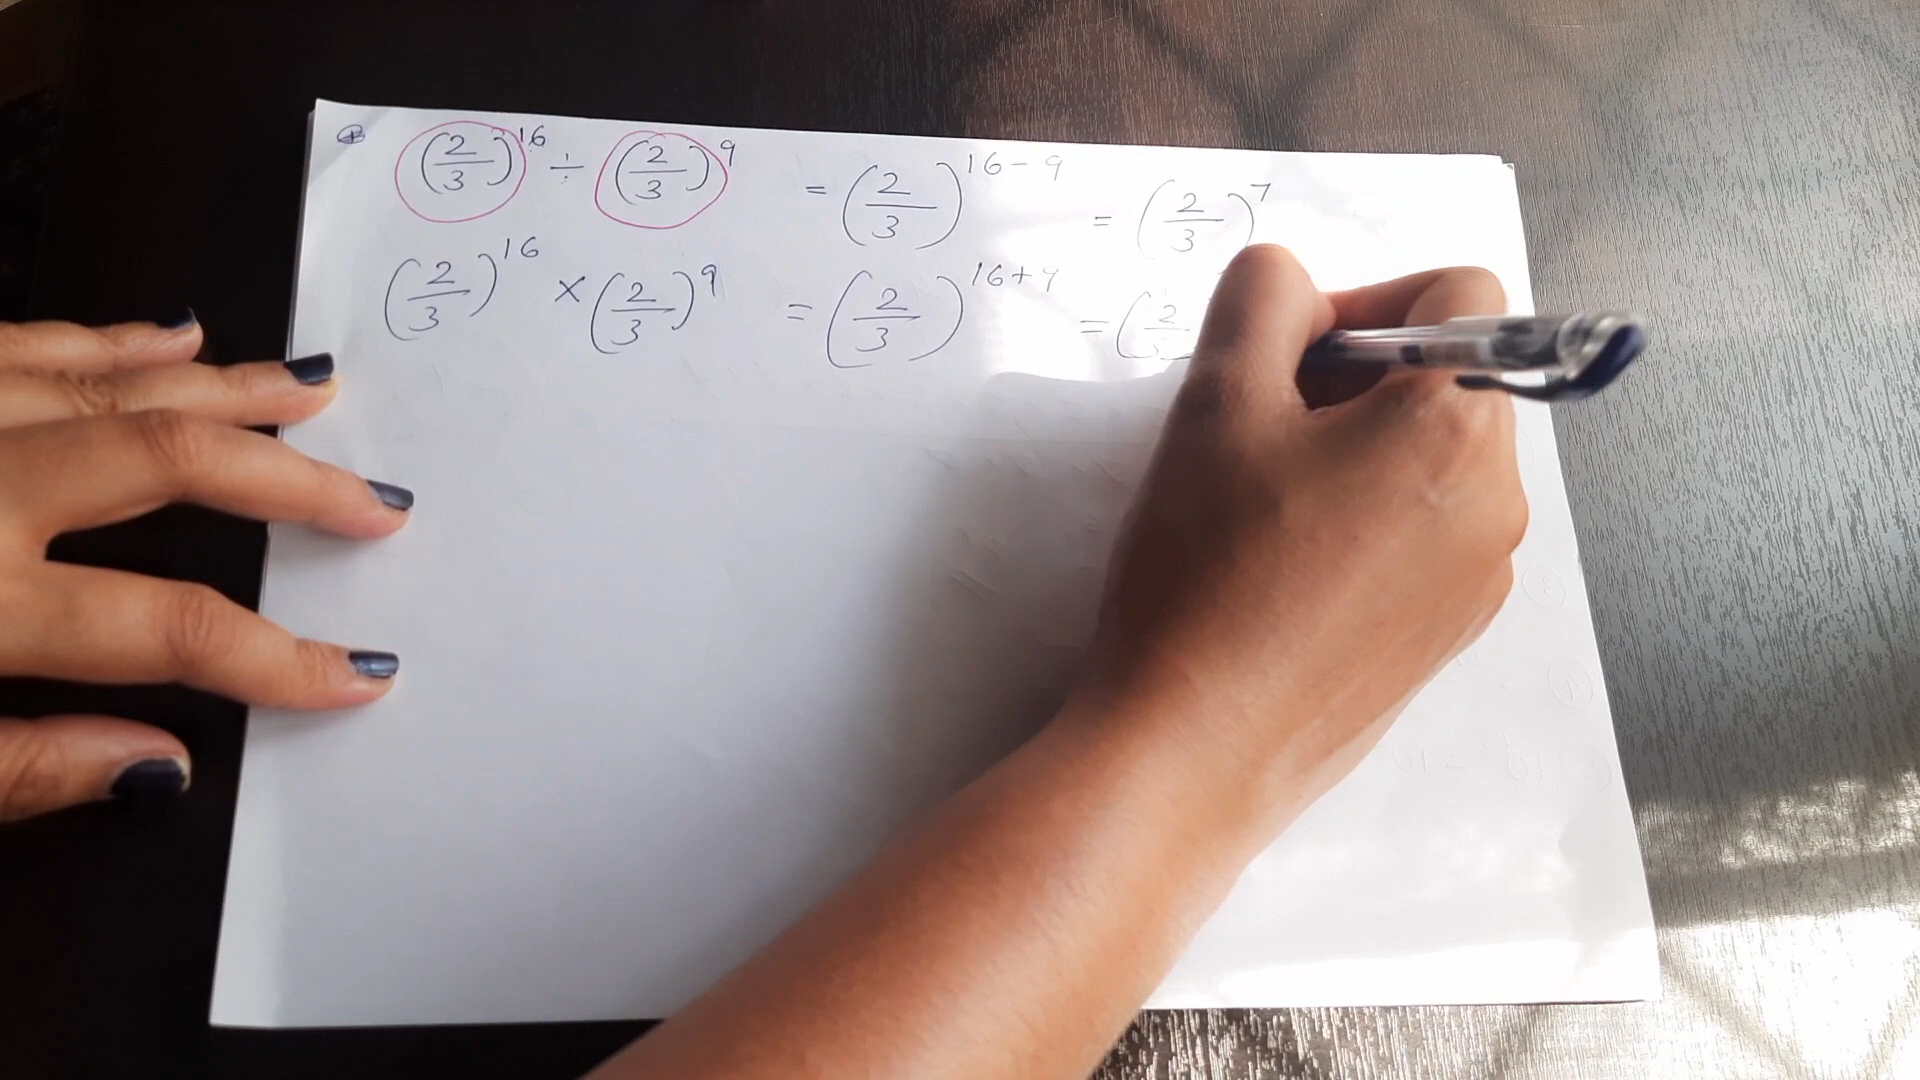 (2/3)^16 ÷ (2/3)^9 = (2/3)^16-9 = (2/3)^7
(2/3)^16 × (2/3)^9 = (2/3)^16+9 = (2